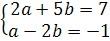 2a + 5b = 7
a − 2b = −1